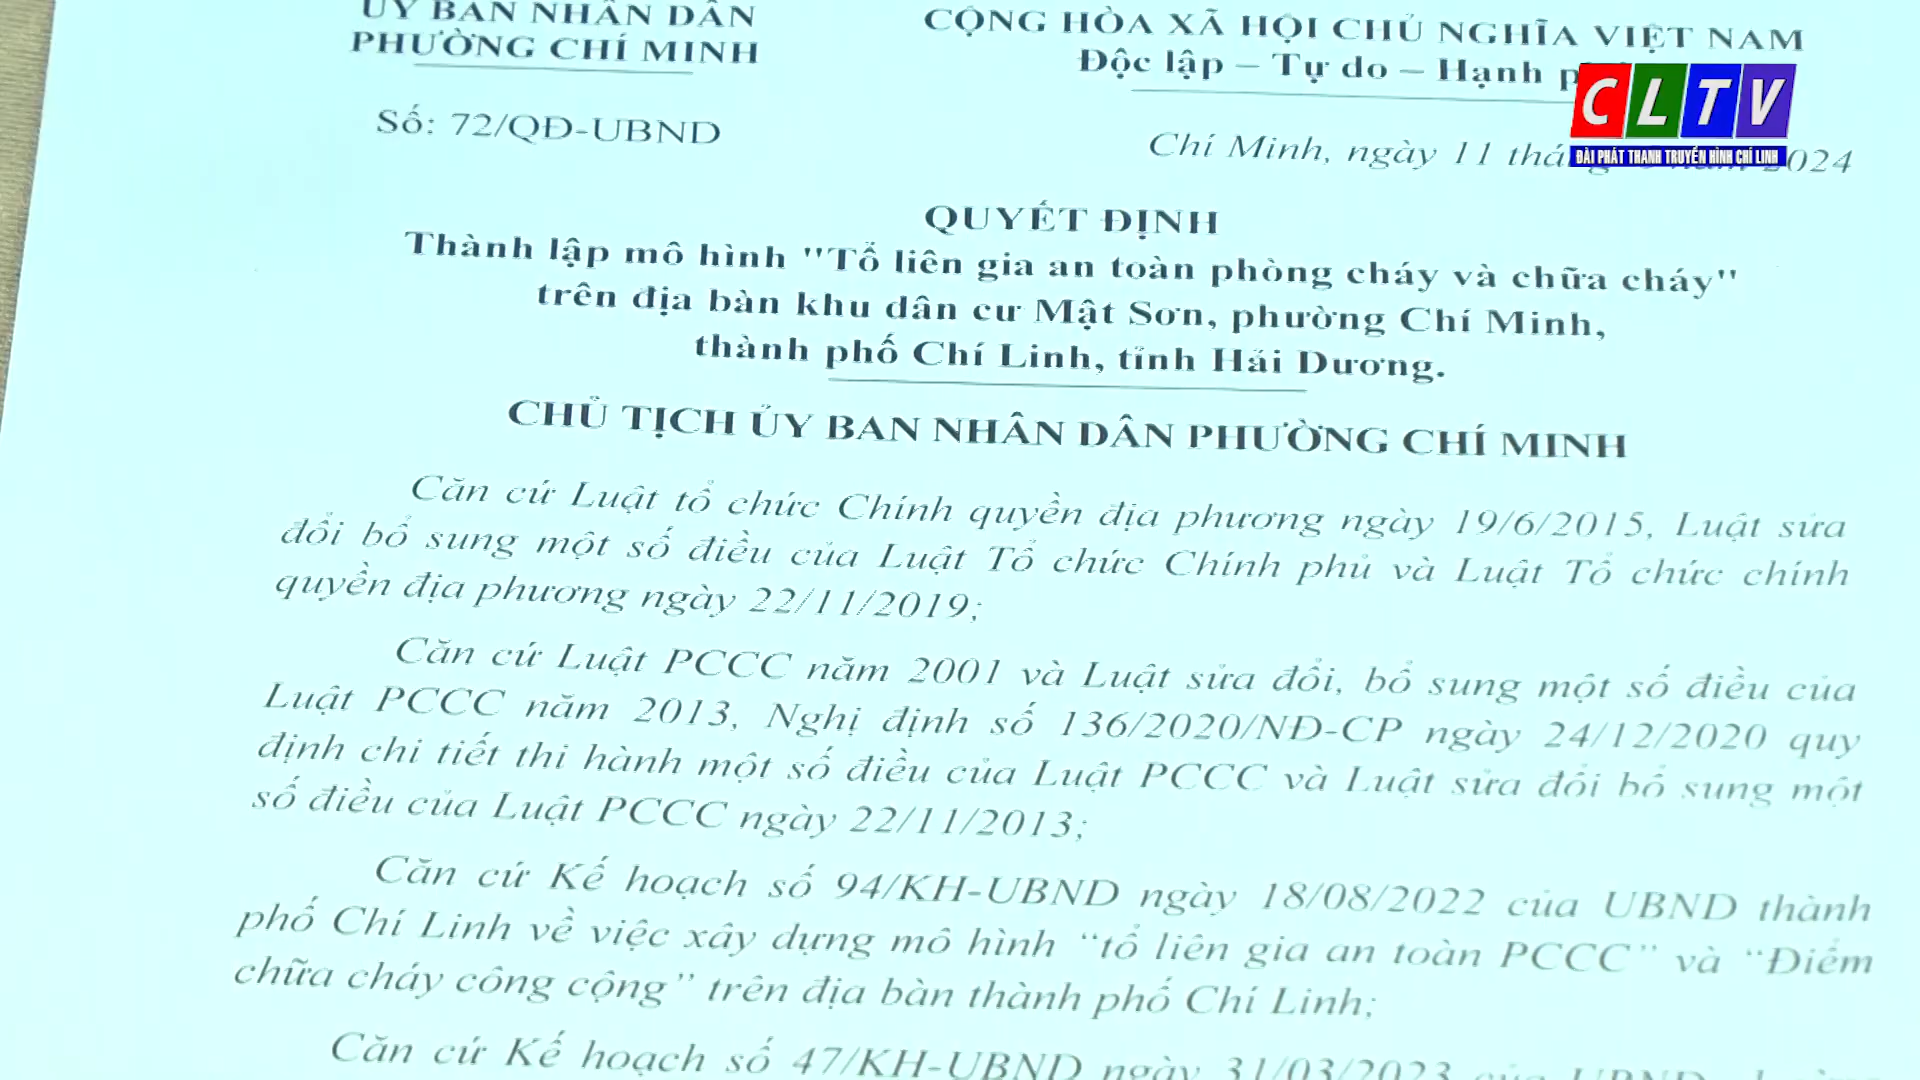 ỦY BAN NHÂN DÂN
PHƯỜNG CHÍ MINH
CỘNG HÒA XÃ HỘI CHỦ NGHĨA VIỆT NAM
Độc lập – Tự do – Hạnh
CLTV
ĐÀI PHÁT THANH TRUYỀN HÌNH CHÍ LINH
Số: 72/QĐ-UBND
Chí Minh, ngày 11 2024
QUYẾT ĐỊNH
Thành lập mô hình "Tổ liên gia an toàn phòng cháy và chữa cháy"
trên địa bàn khu dân cư Mật Sơn, phường Chí Minh,
thành phố Chí Linh, tỉnh Hải Dương.
CHỦ TỊCH ỦY BAN NHÂN DÂN PHƯỜNG CHÍ MINH
Căn cứ Luật tổ chức Chính quyền địa phương ngày 19/6/2015, Luật sửa
đổi bổ sung một số điều của Luật Tổ chức Chính phủ và Luật Tổ chức chính
quyền địa phương ngày 22/11/2019;
Căn cứ Luật PCCC năm 2001 và Luật sửa đổi, bổ sung một số điều của
Luật PCCC năm 2013, Nghị định số 136/2020/NĐ-CP ngày 24/12/2020 quy
định chi tiết thi hành một số điều của Luật PCCC và Luật sửa đổi bổ sung một
số điều của Luật PCCC ngày 22/11/2013;
Căn cứ Kế hoạch số 94/KH-UBND ngày 18/08/2022 của UBND thành
phố Chí Linh về việc xây dựng mô hình “tổ liên gia an toàn PCCC” và “Điểm
chữa cháy công cộng” trên địa bàn thành phố Chí Linh;
Căn cứ Kế hoạch số 47/KH-UBND ngày 31/03/2023 của UBND